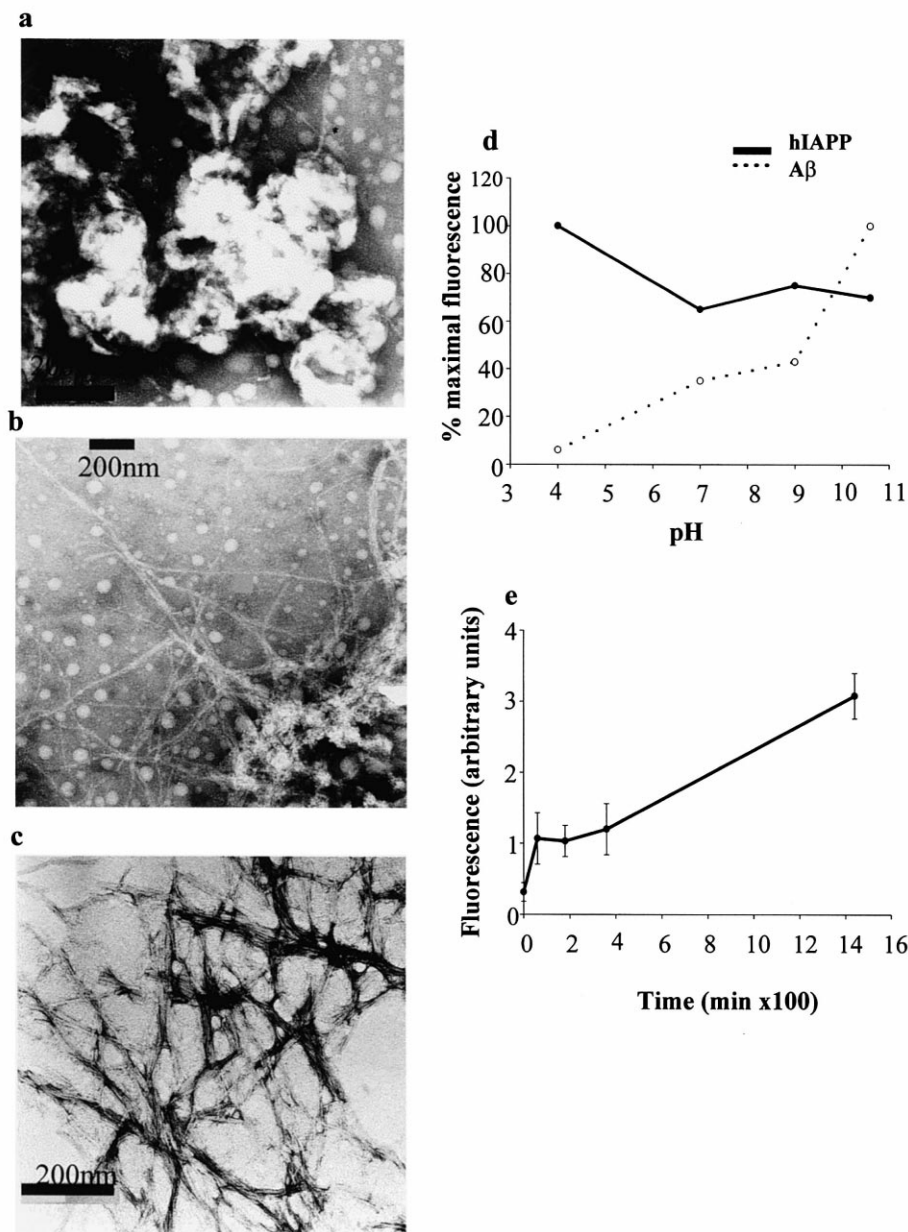 a
b
200nm
c
200nm
d
hIAPP
Aβ
120
100
80
60
40
20
0
3 4 5 6 7 8 9 10 11
% maximal fluorescence
pH
e
4
3
2
1
0
0 2 4 6 8 10 12 14 16
Fluorescence (arbitrary units)
Time (min x100)